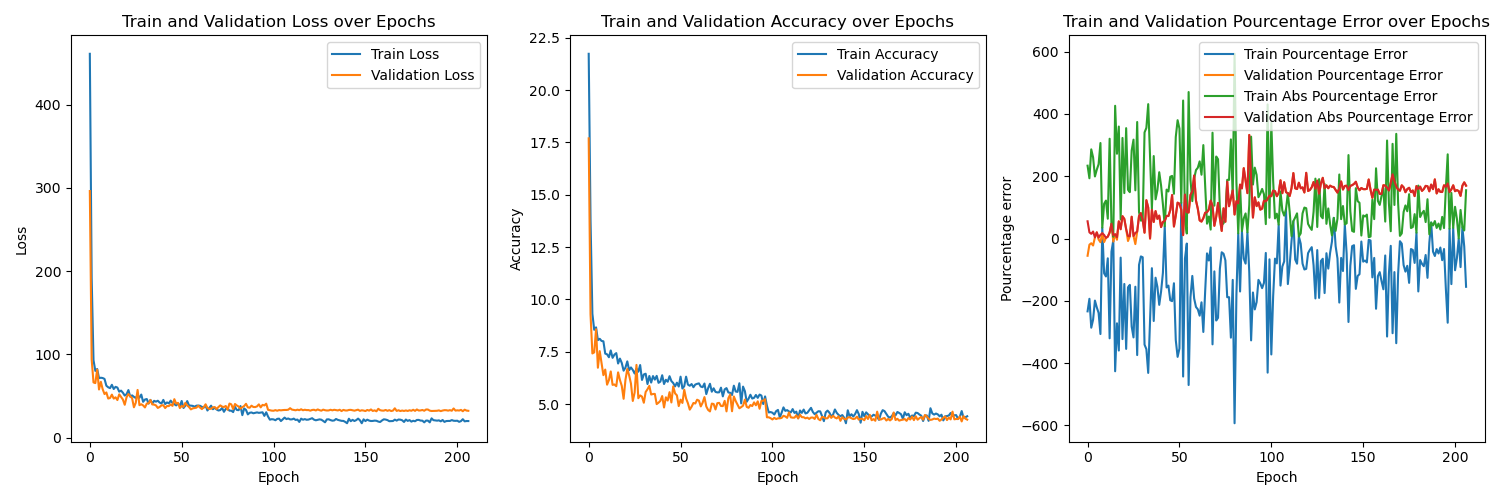 Train and Validation Loss over Epochs
Train Loss
Validation Loss
400
300
200
100
0
Loss
0 50 100 150 200
Epoch
Train and Validation Accuracy over Epochs
Train Accuracy
Validation Accuracy
22.5
20.0
17.5
15.0
12.5
10.0
7.5
5.0
Accuracy
0 50 100 150 200
Epoch
Train and Validation Pourcentage Error over Epochs
Train Pourcentage Error
Validation Pourcentage Error
Train Abs Pourcentage Error
Validation Abs Pourcentage Error
600
400
200
0
−200
−400
−600
Pourcentage error
0 50 100 150 200
Epoch